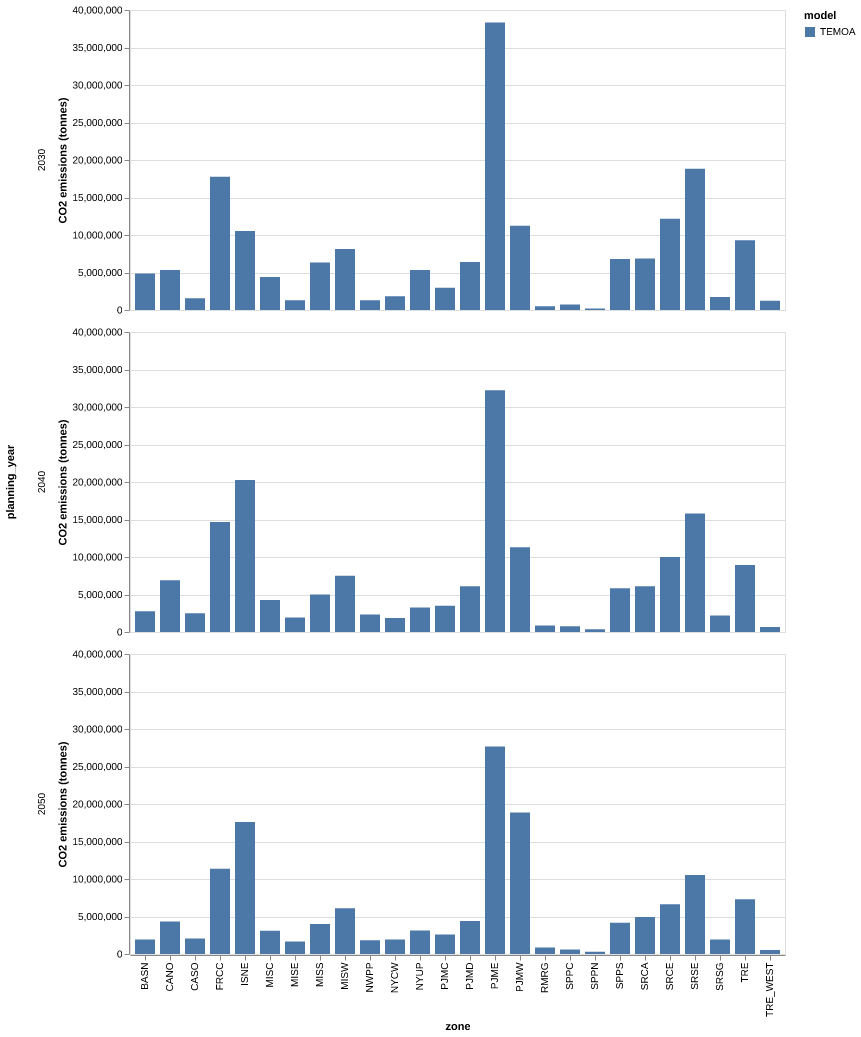 model
TEMOA
planning_year
2030
CO2 emissions (tonnes)
40,000,000
35,000,000
30,000,000
25,000,000
20,000,000
15,000,000
10,000,000
5,000,000
0
2040
CO2 emissions (tonnes)
40,000,000
35,000,000
30,000,000
25,000,000
20,000,000
15,000,000
10,000,000
5,000,000
0
2050
CO2 emissions (tonnes)
40,000,000
35,000,000
30,000,000
25,000,000
20,000,000
15,000,000
10,000,000
5,000,000
0
BASN
CANO
CASO
FRCC
ISNE
MISC
MISE
MISS
MISW
NWPP
NYCW
NYUP
PJMC
PJMD
PJME
PJMW
RMRG
SPPC
SPPN
SPPS
SRCA
SRCE
SRSE
SRSG
TRE
TRE_WEST
zone